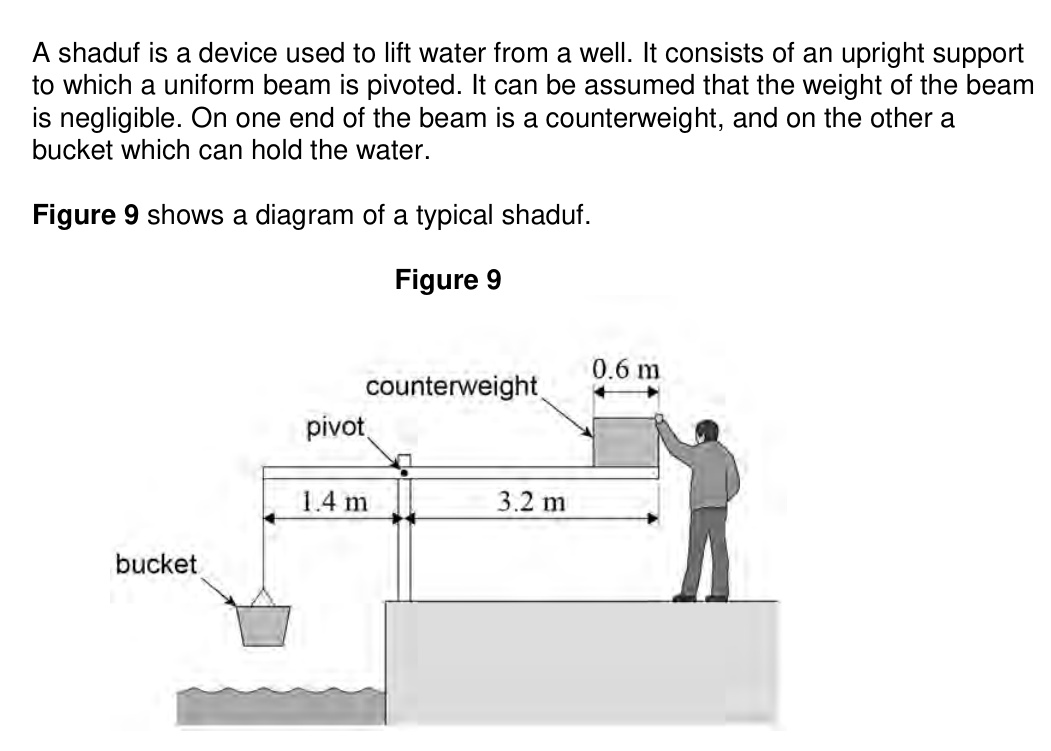 A shaduf is a device used to lift water from a well. It consists of an upright support
to which a uniform beam is pivoted. It can be assumed that the weight of the beam
is negligible. On one end of the beam is a counterweight, and on the other a
bucket which can hold the water.
Figure 9 shows a diagram of a typical shaduf.
Figure 9
0.6 m
counterweight
pivot
1.4 m
3.2 m
bucket